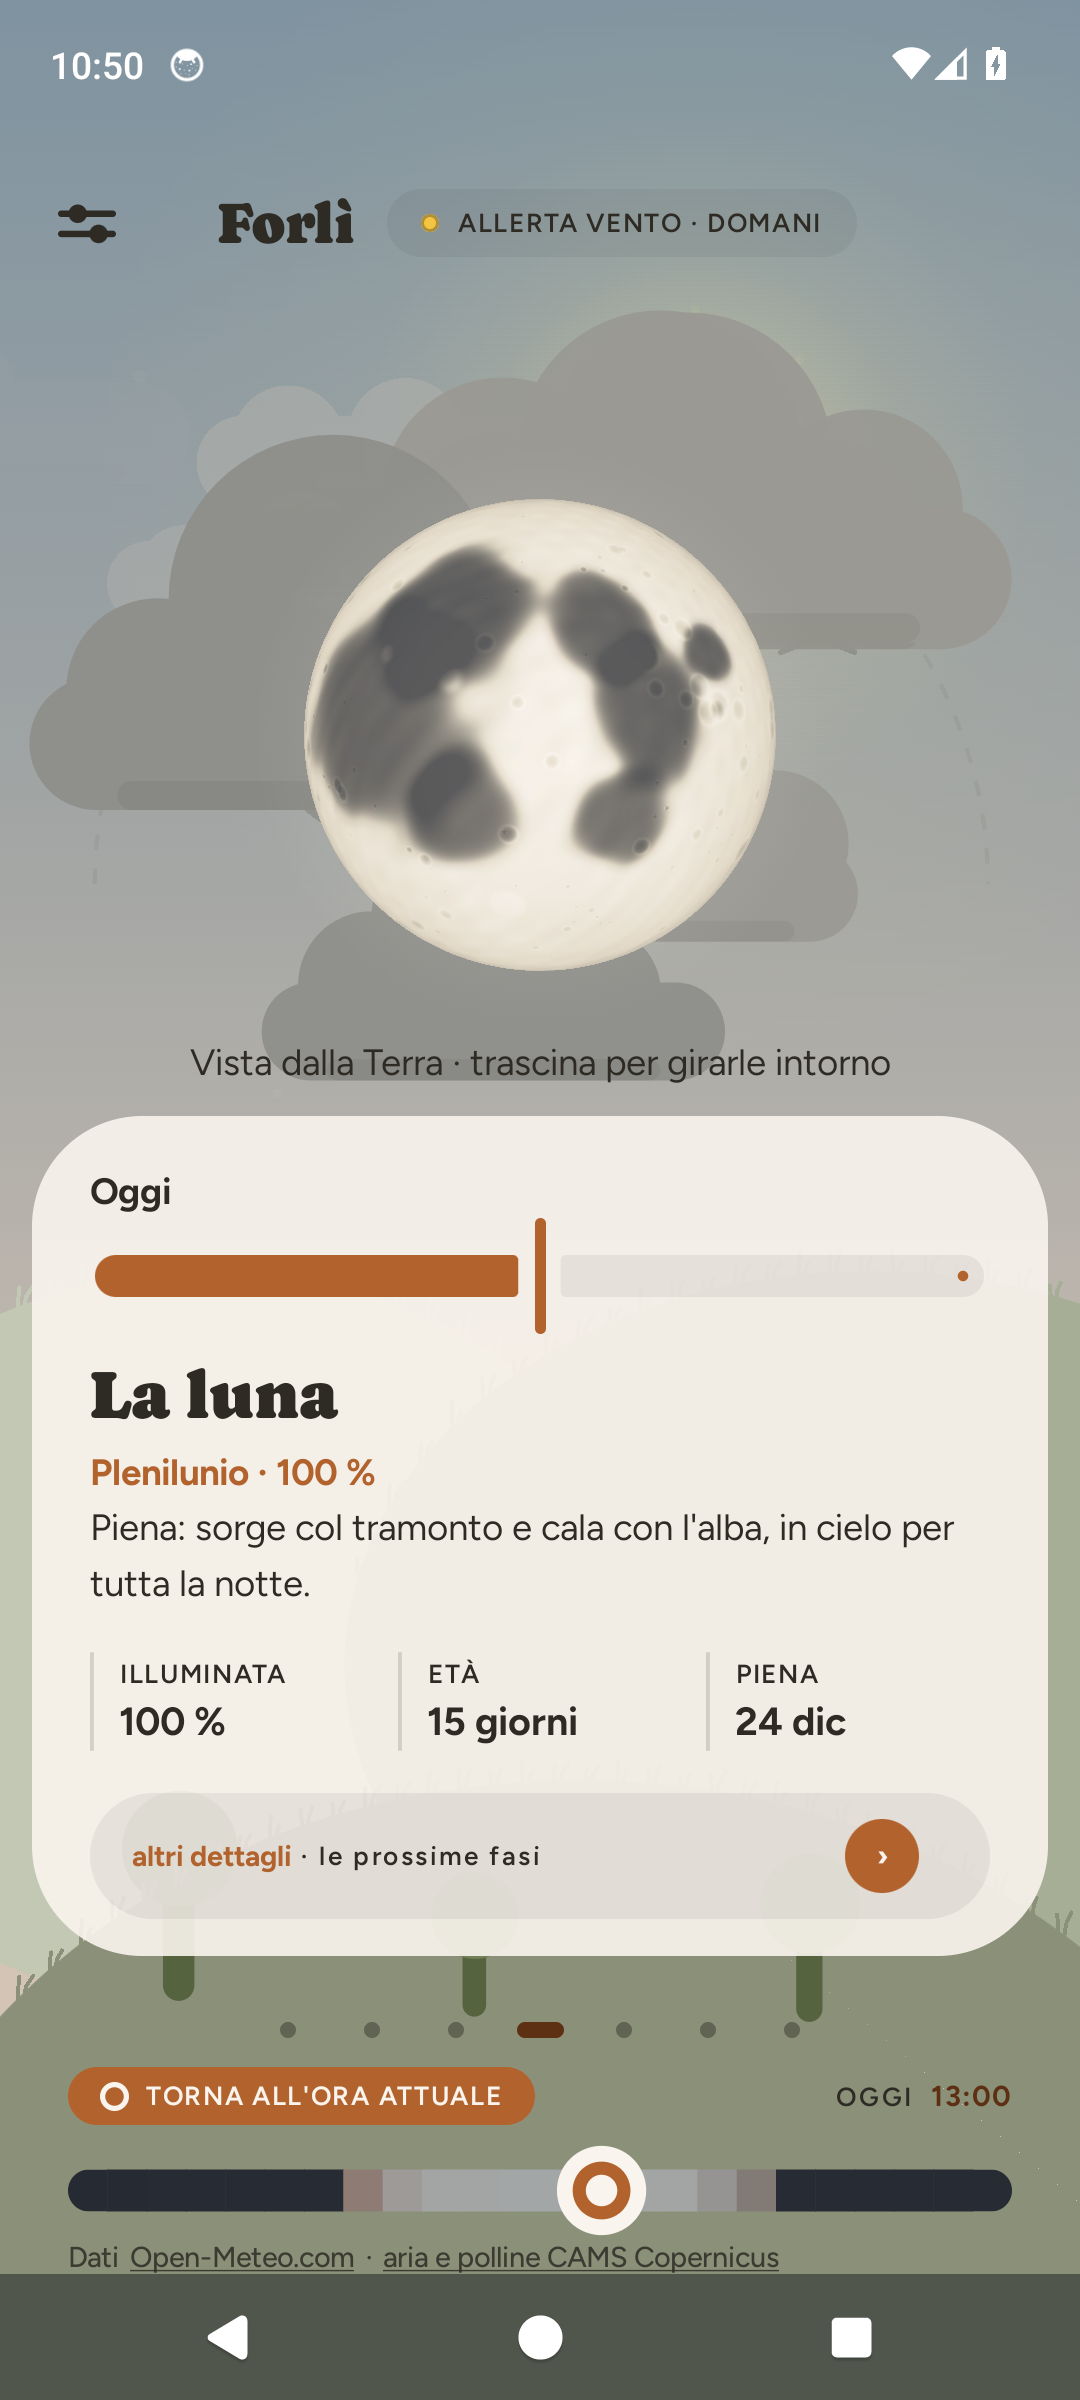 10:50
Forlì
ALLERTA VENTO · DOMANI
Vista dalla Terra · trascina per girarle intorno
Oggi
La luna
Plenilunio · 100 %
Piena: sorge col tramonto e cala con l'alba, in cielo per
tutta la notte.
ILLUMINATA
100 %
ETÀ
15 giorni
PIENA
24 dic
altri dettagli · le prossime fasi
TORNA ALL'ORA ATTUALE
OGGI 13:00
Dati Open-Meteo.com · aria e polline CAMS Copernicus